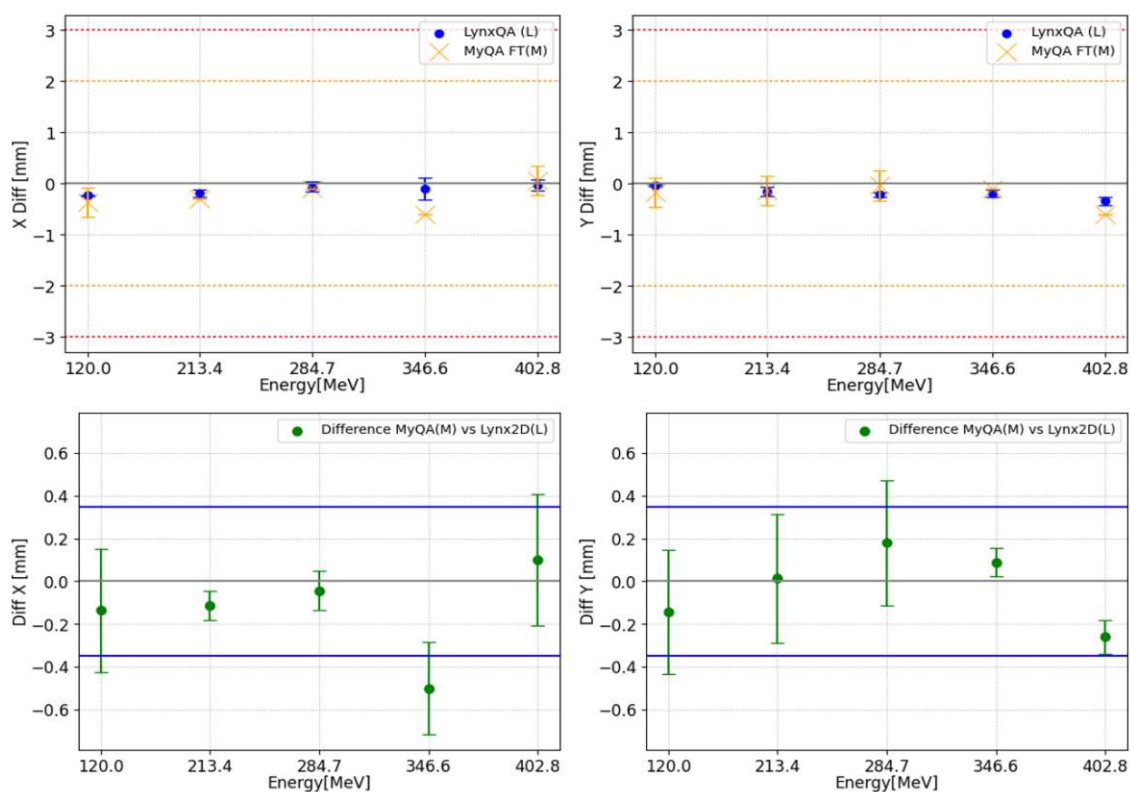 3
2
1
0
−1
−2
−3
X Diff [mm]
LynxQA (L)
MyQA FT(M)
120.0 213.4 284.7 346.6 402.8
Energy[MeV]
3
2
1
0
−1
−2
−3
Y Diff [mm]
LynxQA (L)
MyQA FT(M)
120.0 213.4 284.7 346.6 402.8
Energy[MeV]
0.6
0.4
0.2
0.0
−0.2
−0.4
−0.6
Diff X [mm]
Difference MyQA(M) vs Lynx2D(L)
120.0 213.4 284.7 346.6 402.8
Energy[MeV]
0.6
0.4
0.2
0.0
−0.2
−0.4
−0.6
Diff Y [mm]
Difference MyQA(M) vs Lynx2D(L)
120.0 213.4 284.7 346.6 402.8
Energy[MeV]